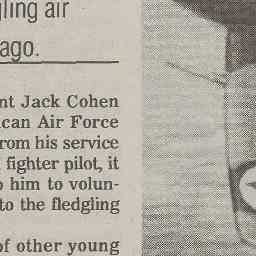 gling air
ago.
nt Jack Cohen
can Air Force
rom his service
fighter pilot, it
him to volun-
to the fledgling
of other young